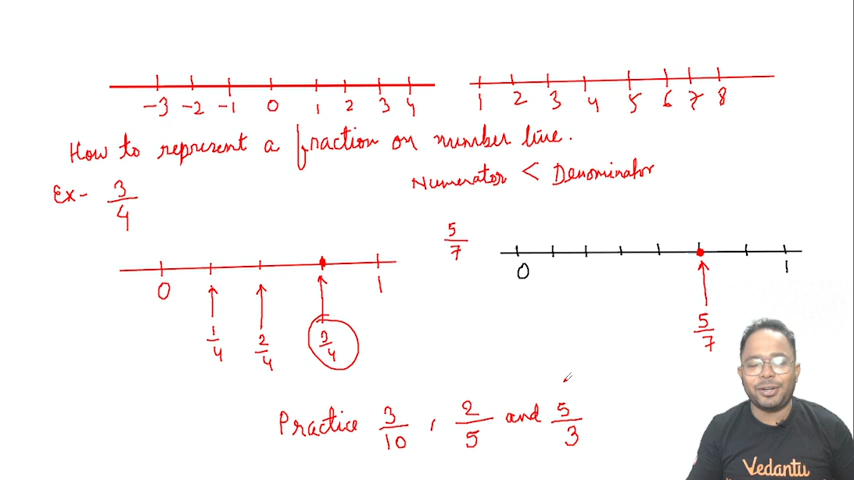 -3 -2 -1 0 1 2 3 4
1 2 3 4 5 6 7 8
How to represent a fraction on number line.
Ex- 3/4
Numerator < Denominator
0 1
1/4 2/4 3/4
5/7
0 1
5/7
Practice 3/10 , 2/5 and 5/3
Vedantu